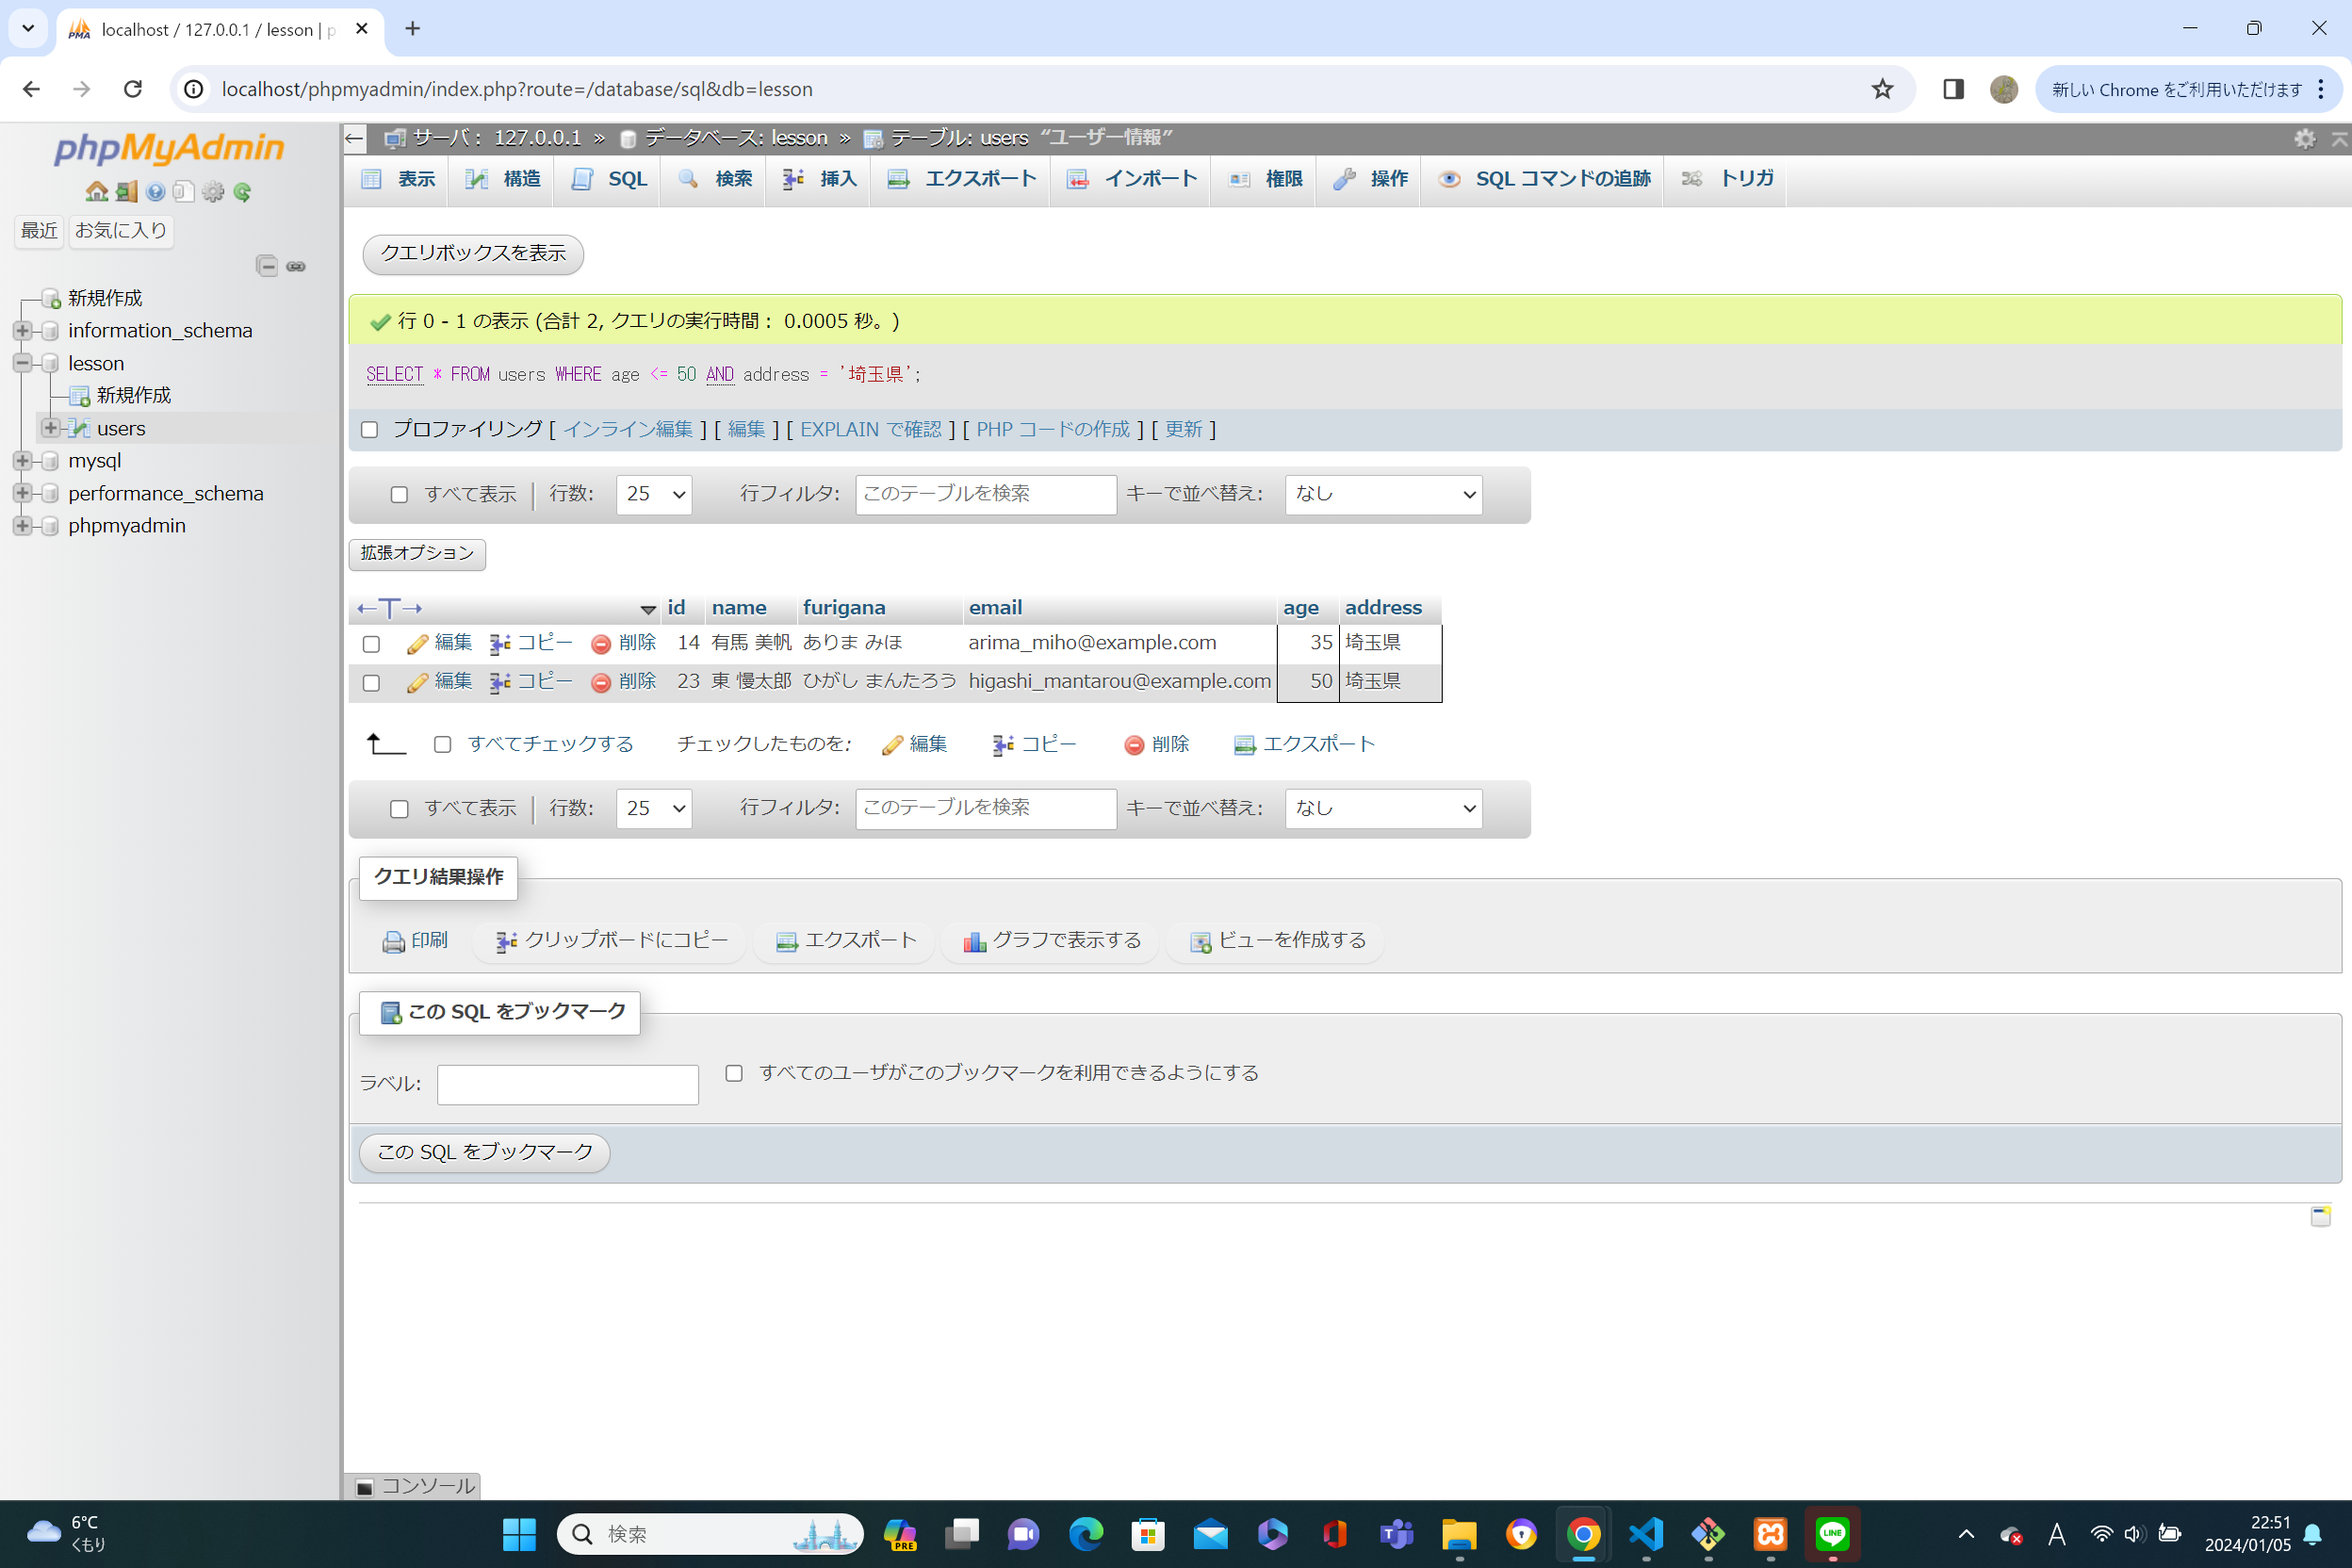 localhost / 127.0.0.1 / lesson |
localhost/phpmyadmin/index.php?route=/database/sql&db=lesson
新しい Chrome をご利用いただけます
phpMyAdmin
最近 お気に入り
新規作成
information_schema
lesson
新規作成
users
mysql
performance_schema
phpmyadmin
サーバ: 127.0.0.1 » データベース: lesson » テーブル: users “ユーザー情報”
表示 構造 SQL 検索 挿入 エクスポート インポート 権限 操作 SQL コマンドの追跡 トリガ
クエリボックスを表示
行 0 - 1 の表示 (合計 2, クエリの実行時間: 0.0005 秒。)
SELECT * FROM users WHERE age <= 50 AND address = '埼玉県';
プロファイリング [ インライン編集 ] [ 編集 ] [ EXPLAIN で確認 ] [ PHP コードの作成 ] [ 更新 ]
すべて表示 行数: 25 行フィルタ: このテーブルを検索 キーで並べ替え: なし
拡張オプション
←T→ id name furigana email age address
編集 コピー 削除 14 有馬 美帆 ありま みほ arima_miho@example.com 35 埼玉県
編集 コピー 削除 23 東 慢太郎 ひがし まんたろう higashi_mantarou@example.com 50 埼玉県
すべてチェックする チェックしたものを: 編集 コピー 削除 エクスポート
すべて表示 行数: 25 行フィルタ: このテーブルを検索 キーで並べ替え: なし
クエリ結果操作
印刷 クリップボードにコピー エクスポート グラフで表示する ビューを作成する
この SQL をブックマーク
ラベル: すべてのユーザがこのブックマークを利用できるようにする
この SQL をブックマーク
コンソール
6°C
くもり
検索
PRE
LINE
A
22:51
2024/01/05